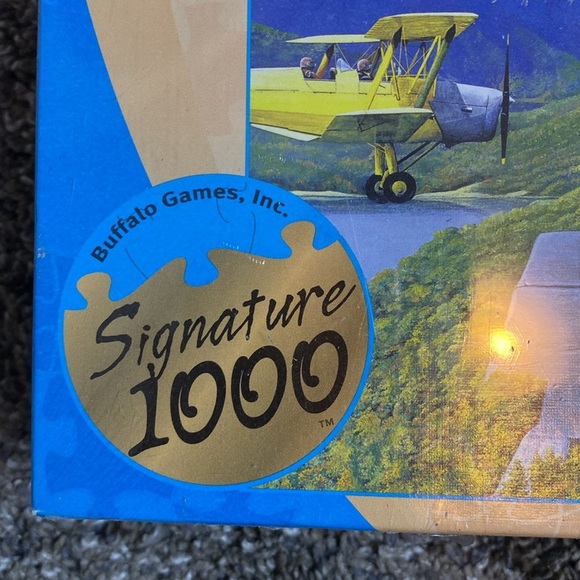 Buffalo Games, Inc.
Signature
1000
™